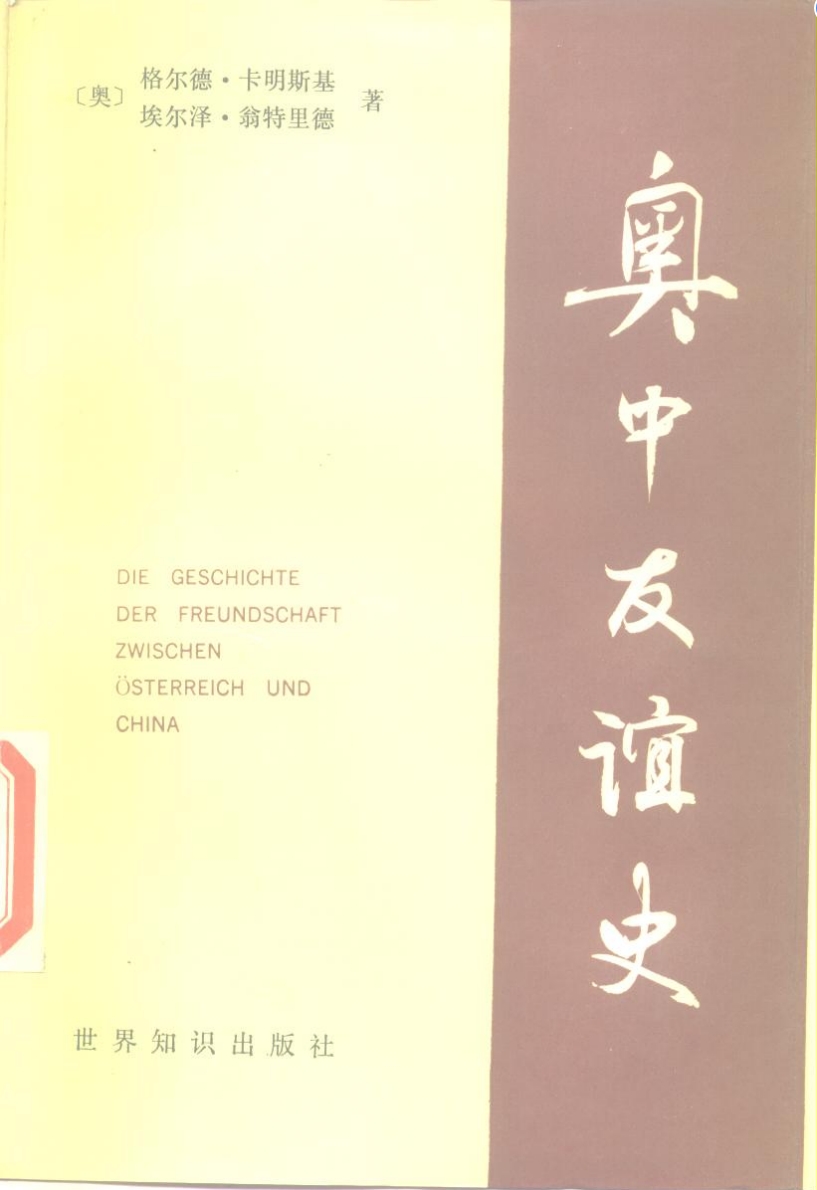 〔奥〕 格尔德·卡明斯基
埃尔泽·翁特里德 著
奥中友谊史
DIE GESCHICHTE
DER FREUNDSCHAFT
ZWISCHEN
ÖSTERREICH UND
CHINA
世界知识出版社